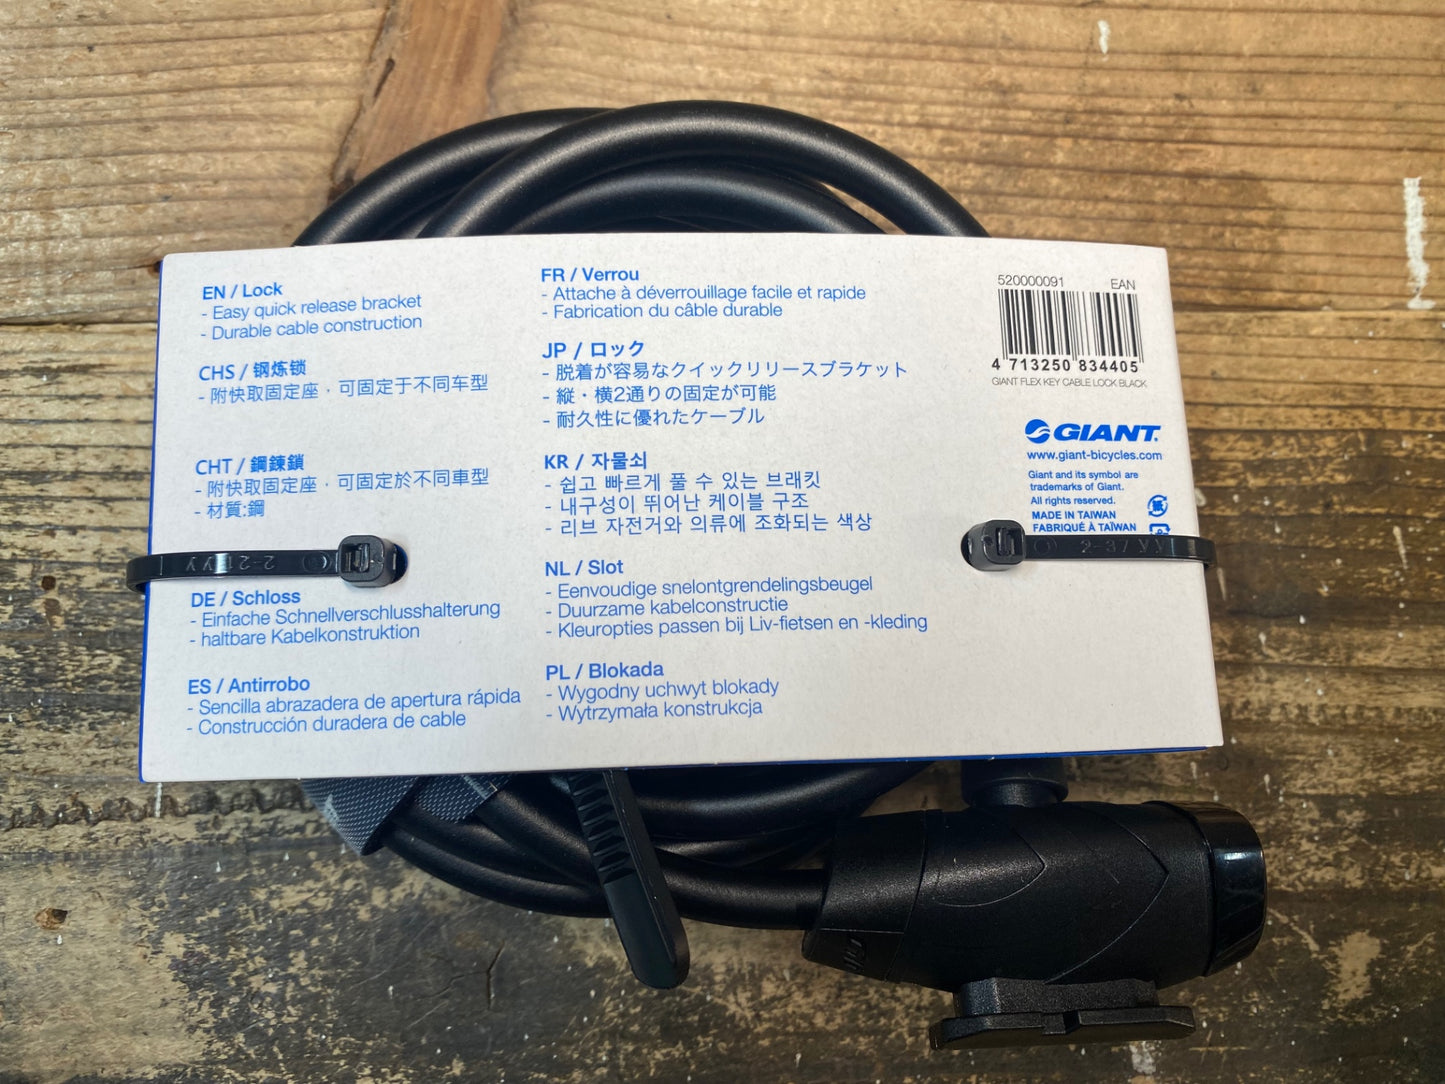 EN / Lock
- Easy quick release bracket
- Durable cable construction
CHS / 钢炼锁
- 附快取固定座，可固定于不同车型
CHT / 鋼鍊鎖
- 附快取固定座，可固定於不同車型
- 材質:鋼
DE / Schloss
- Einfache Schnellverschlusshalterung
- haltbare Kabelkonstruktion
ES / Antirrobo
- Sencilla abrazadera de apertura rápida
- Construcción duradera de cable
FR / Verrou
- Attache à déverrouillage facile et rapide
- Fabrication du câble durable
JP / ロック
- 脱着が容易なクイックリリースブラケット
- 縦・横2通りの固定が可能
- 耐久性に優れたケーブル
KR / 자물쇠
- 쉽고 빠르게 풀 수 있는 브래킷
- 내구성이 뛰어난 케이블 구조
- 리브 자전거와 의류에 조화되는 색상
NL / Slot
- Eenvoudige snelontgrendelingsbeugel
- Duurzame kabelconstructie
- Kleuropties passen bij Liv-fietsen en -kleding
PL / Blokada
- Wygodny uchwyt blokady
- Wytrzymała konstrukcja
520000091 EAN
4 713250 834405
GIANT FLEX KEY CABLE LOCK BLACK
GIANT
www.giant-bicycles.com
Giant and its symbol are
trademarks of Giant.
All rights reserved.
MADE IN TAIWAN
FABRIQUÉ À TAÏWAN